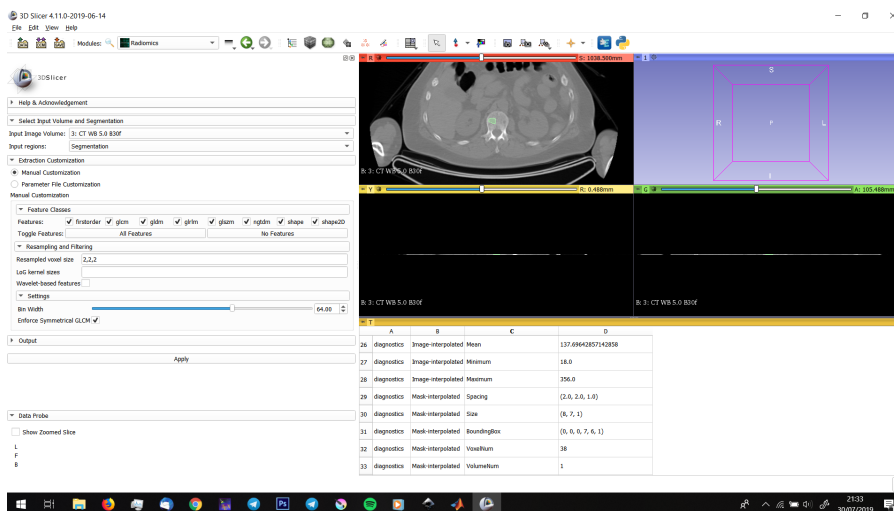 3D Slicer 4.11.0-2019-06-14
File Edit View Help
Modules: Radiomics
3DSlicer
Help & Acknowledgement
Select Input Volume and Segmentation
Input Image Volume: 3: CT WB 5.0 B30f
Input regions: Segmentation
Extraction Customization
Manual Customization
Parameter File Customization
Manual Customization
Feature Classes
Features: firstorder glcm gldm glrlm glszm ngtdm shape shape2D
Toggle Features: All Features No Features
Resampling and Filtering
Resampled voxel size 2,2,2
LoG kernel sizes
Wavelet-based features
Settings
Bin Width 64.00
Enforce Symmetrical GLCM
Output
Apply
Data Probe
Show Zoomed Slice
L
F
B
R S: 1038.500mm
B: 3: CT WB 5.0 B30f
1
S
R P L
I
Y R: 0.488mm
B: 3: CT WB 5.0 B30f
G A: 105.488mm
B: 3: CT WB 5.0 B30f
T
A B C D
26 diagnostics Image-interpolated Mean 137.69642857142858
27 diagnostics Image-interpolated Minimum 18.0
28 diagnostics Image-interpolated Maximum 356.0
29 diagnostics Mask-interpolated Spacing (2.0, 2.0, 1.0)
30 diagnostics Mask-interpolated Size (8, 7, 1)
31 diagnostics Mask-interpolated BoundingBox (0, 0, 0, 7, 6, 1)
32 diagnostics Mask-interpolated VoxelNum 38
33 diagnostics Mask-interpolated VolumeNum 1
21:33
30/07/2019